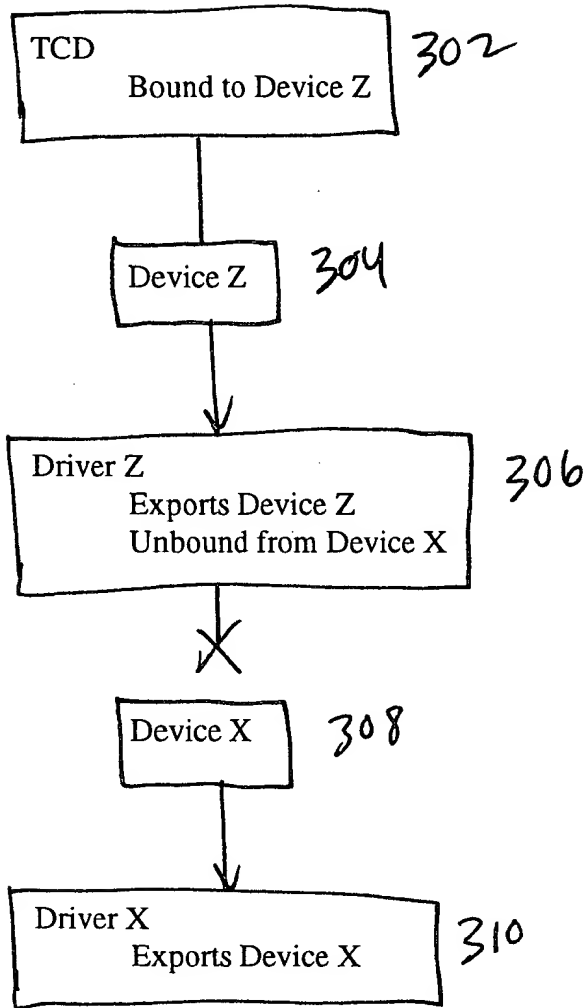 TCD
302
Bound to Device Z
Device Z
304
Driver Z
306
Exports Device Z
Unbound from Device X
Device X
308
Driver X
310
Exports Device X